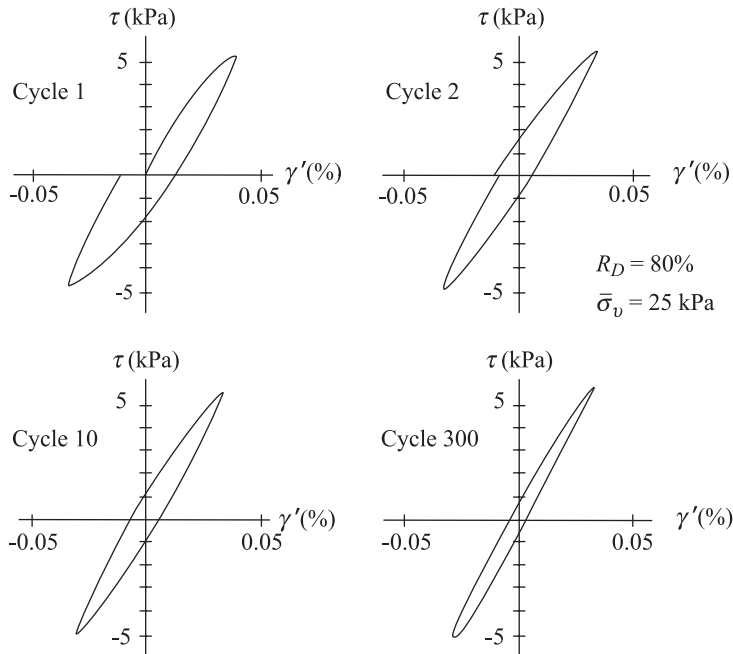 τ (kPa)
5
Cycle 1
γ′(%)
-0.05
0.05
-5
τ (kPa)
5
Cycle 2
γ′(%)
-0.05
0.05
-5
R_D = 80%
σ̄_υ = 25 kPa
τ (kPa)
5
Cycle 10
γ′(%)
-0.05
0.05
-5
τ (kPa)
5
Cycle 300
γ′(%)
-0.05
0.05
-5